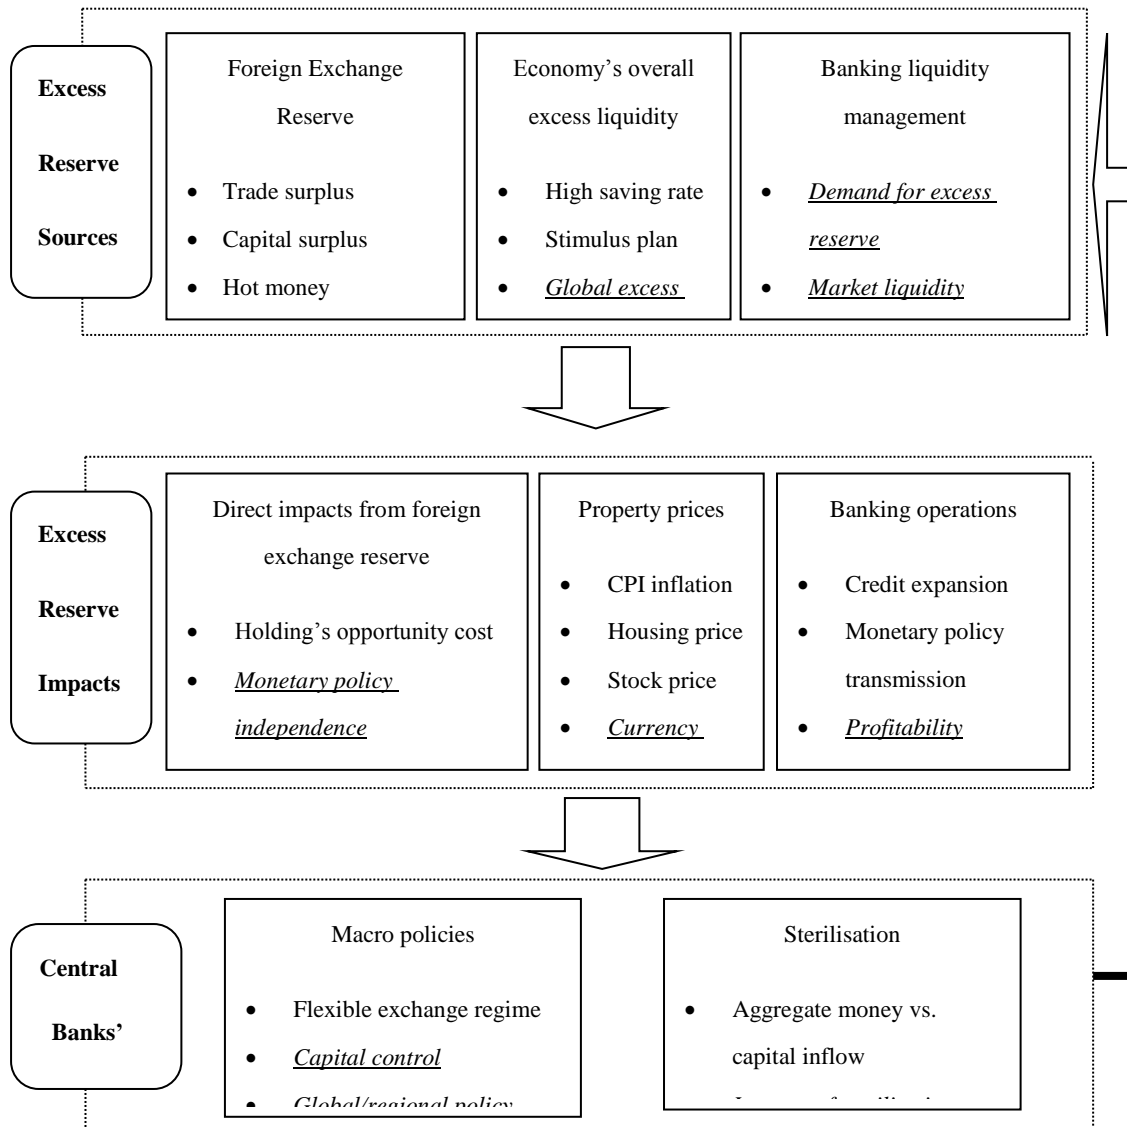 Excess
Reserve
Sources
Foreign Exchange
Reserve
• Trade surplus
• Capital surplus
• Hot money
Economy’s overall
excess liquidity
• High saving rate
• Stimulus plan
• Global excess
Banking liquidity
management
• Demand for excess
reserve
• Market liquidity
Excess
Reserve
Impacts
Direct impacts from foreign
exchange reserve
• Holding’s opportunity cost
• Monetary policy
independence
Property prices
• CPI inflation
• Housing price
• Stock price
• Currency
Banking operations
• Credit expansion
• Monetary policy
transmission
• Profitability
Central
Banks’
Macro policies
• Flexible exchange regime
• Capital control
• Global/regional policy
Sterilisation
• Aggregate money vs.
capital inflow